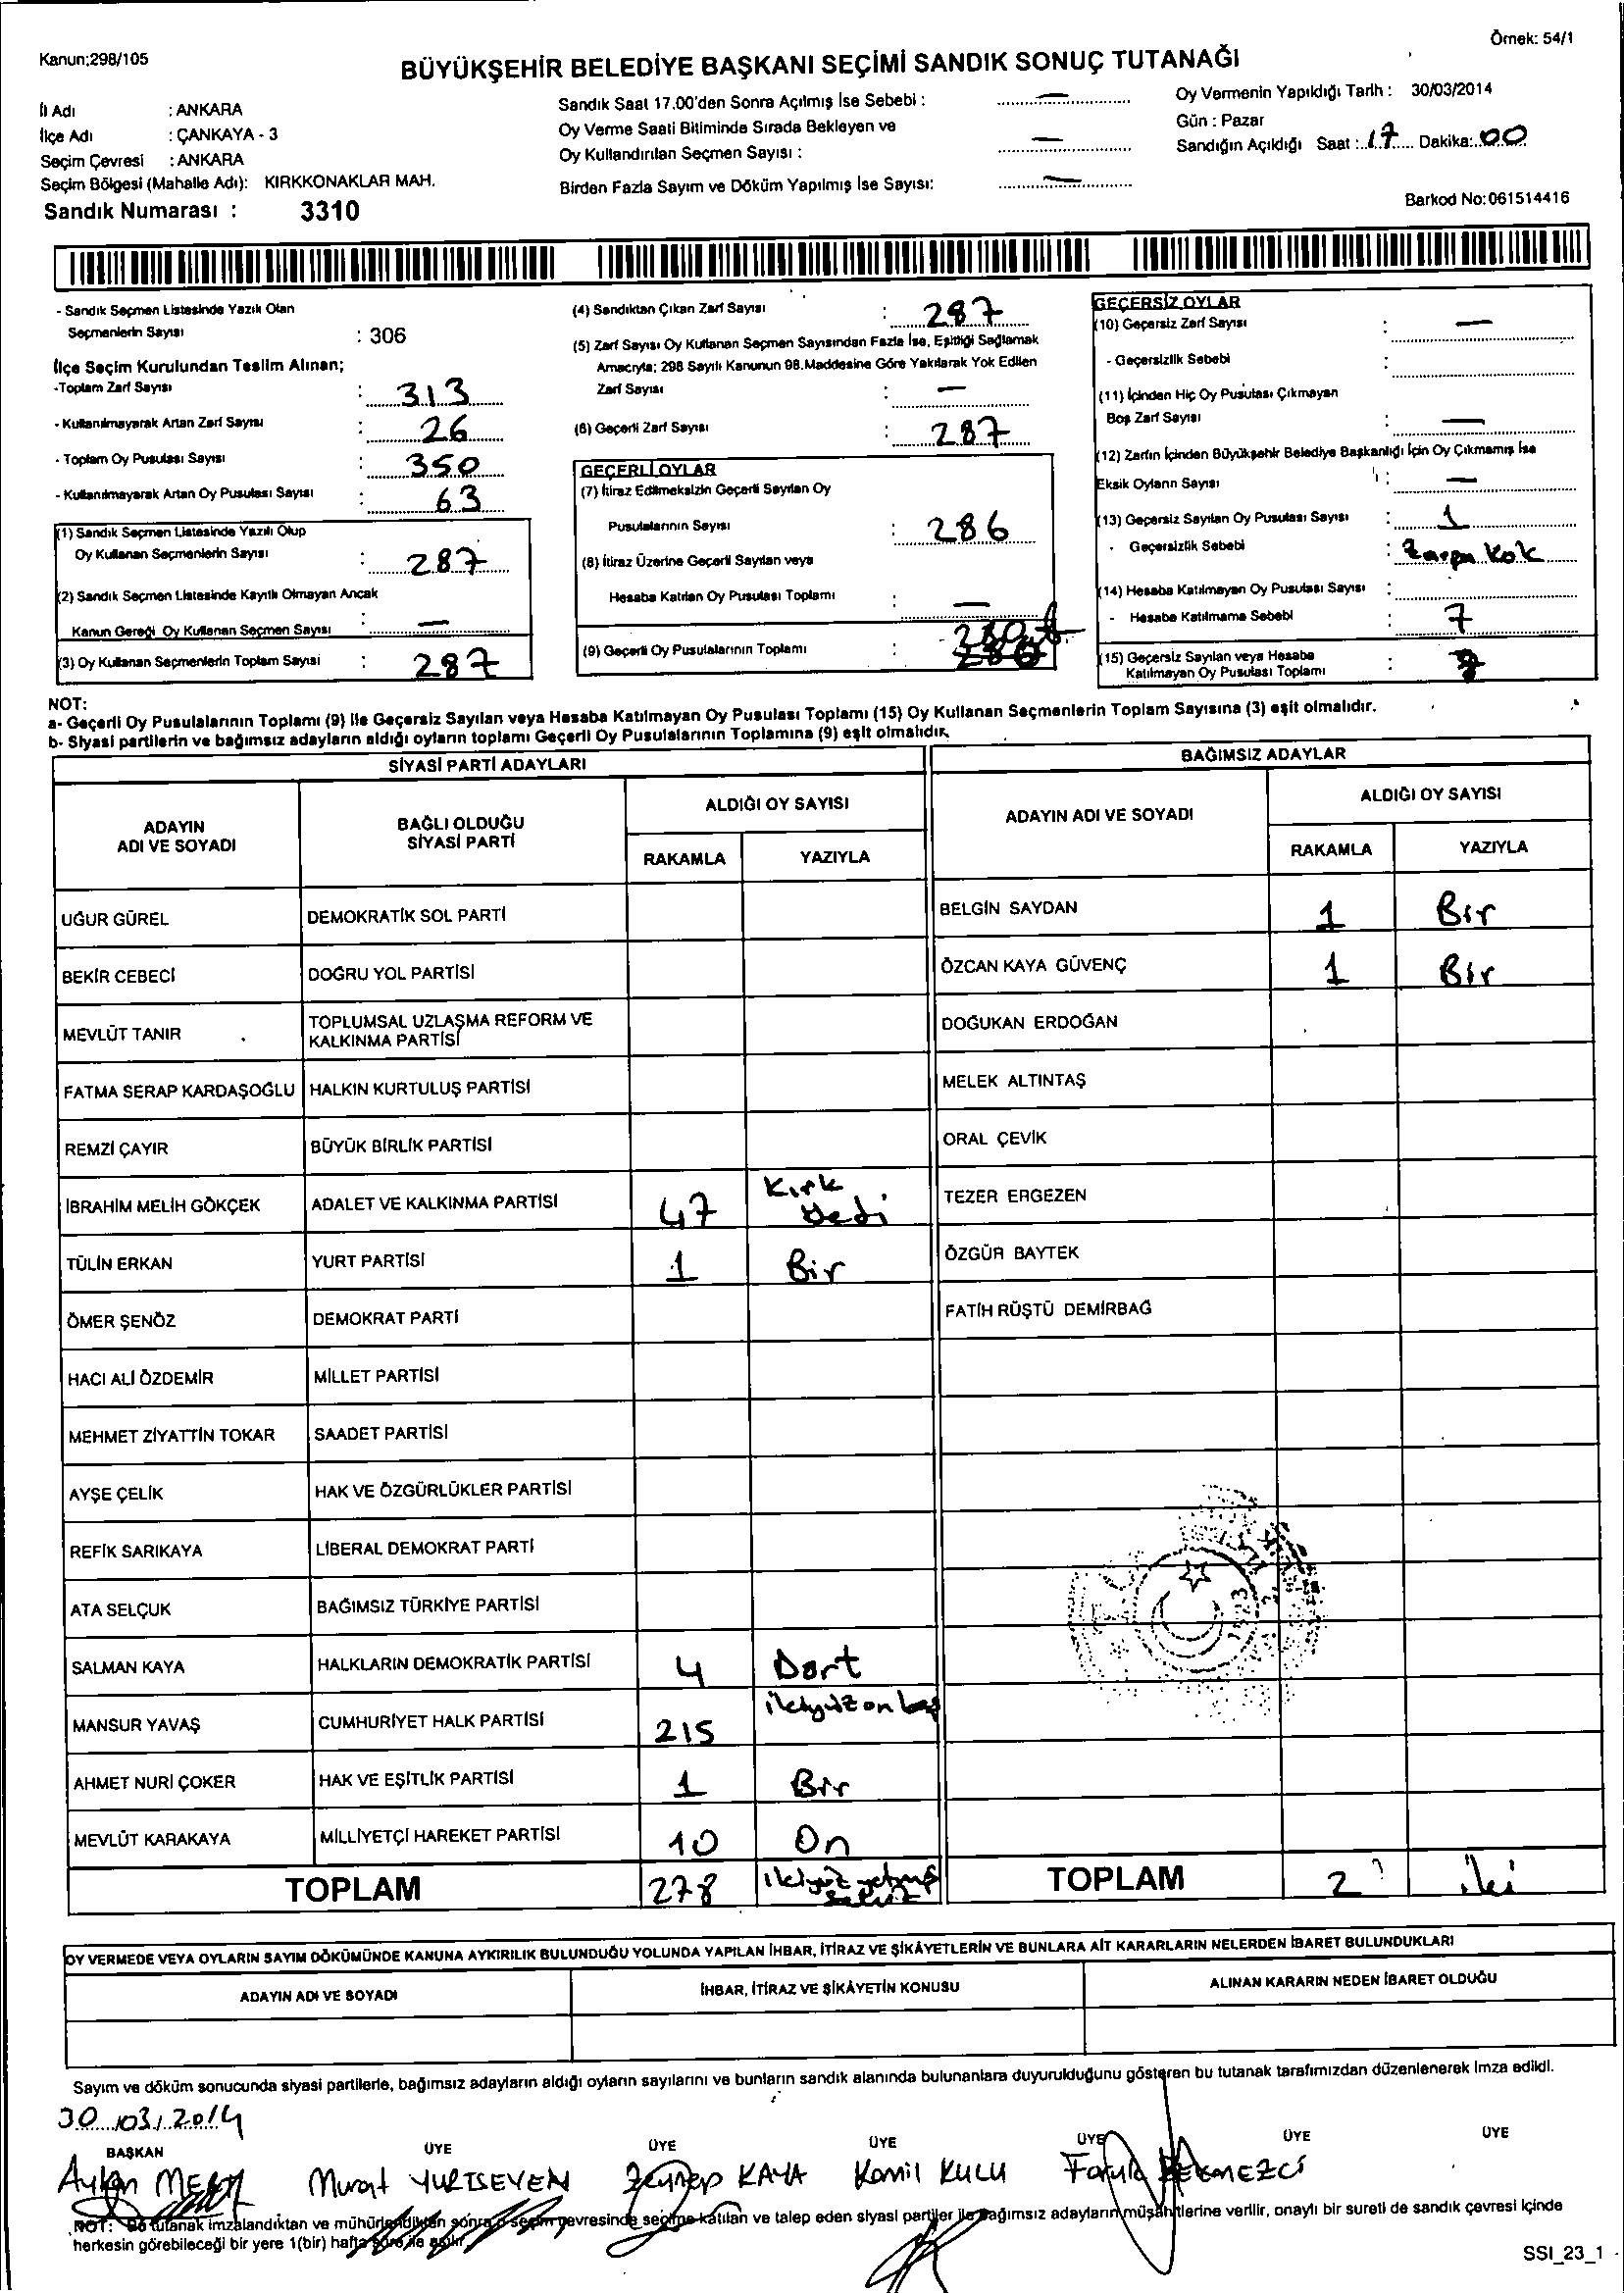 Kanun;298/105
Örnek: 54/1
BÜYÜKŞEHİR BELEDİYE BAŞKANI SEÇİMİ SANDIK SONUÇ TUTANAĞI
İl Adı : ANKARA
İlçe Adı : ÇANKAYA - 3
Seçim Çevresi : ANKARA
Seçim Bölgesi (Mahalle Adı): KIRKKONAKLAR MAH.
Sandık Numarası : 3310
Sandık Saat 17.00'den Sonra Açılmış İse Sebebi : —
Oy Verme Saati Bitiminde Sırada Bekleyen ve
Oy Kullandırılan Seçmen Sayısı : —
Birden Fazla Sayım ve Döküm Yapılmış İse Sayısı: —
Oy Vermenin Yapıldığı Tarih : 30/03/2014
Gün : Pazar
Sandığın Açıldığı Saat : 17 Dakika: 00
Barkod No:061514416
- Sandık Seçmen Listesinde Yazılı Olan
Seçmenlerin Sayısı : 306
İlçe Seçim Kurulundan Teslim Alınan;
-Toplam Zarf Sayısı : 313
- Kullanılmayarak Artan Zarf Sayısı : 26
- Toplam Oy Pusulası Sayısı : 350
- Kullanılmayarak Artan Oy Pusulası Sayısı : 63
(1) Sandık Seçmen Listesinde Yazılı Olup
Oy Kullanan Seçmenlerin Sayısı : 287
(2) Sandık Seçmen Listesinde Kayıtlı Olmayan Ancak
Kanun Gereği Oy Kullanan Seçmen Sayısı : —
(3) Oy Kullanan Seçmenlerin Toplam Sayısı : 287
(4) Sandıktan Çıkan Zarf Sayısı : 287
(5) Zarf Sayısı Oy Kullanan Seçmen Sayısından Fazla İse, Eşitliği Sağlamak
Amacıyla; 298 Sayılı Kanunun 98.Maddesine Göre Yakılarak Yok Edilen
Zarf Sayısı : —
(6) Geçerli Zarf Sayısı : 287
GEÇERLİ OYLAR
(7) İtiraz Edilmeksizin Geçerli Sayılan Oy
Pusulalarının Sayısı : 286
(8) İtiraz Üzerine Geçerli Sayılan veya
Hesaba Katılan Oy Pusulası Toplamı : —
(9) Geçerli Oy Pusulalarının Toplamı :
GEÇERSİZ OYLAR
(10) Geçersiz Zarf Sayısı : —
- Geçersizlik Sebebi :
(11) İçinden Hiç Oy Pusulası Çıkmayan
Boş Zarf Sayısı : —
(12) Zarfın İçinden Büyükşehir Belediye Başkanlığı İçin Oy Çıkmamış İse
Eksik Oyların Sayısı : —
(13) Geçersiz Sayılan Oy Pusulası Sayısı : 1
- Geçersizlik Sebebi : Kok
(14) Hesaba Katılmayan Oy Pusulası Sayısı :
- Hesaba Katılmama Sebebi : 7
(15) Geçersiz Sayılan veya Hesaba
Katılmayan Oy Pusulası Toplamı :
NOT:
a- Geçerli Oy Pusulalarının Toplamı (9) ile Geçersiz Sayılan veya Hesaba Katılmayan Oy Pusulası Toplamı (15) Oy Kullanan Seçmenlerin Toplam Sayısına (3) eşit olmalıdır.
b- Siyasi partilerin ve bağımsız adayların aldığı oyların toplamı Geçerli Oy Pusulalarının Toplamına (9) eşit olmalıdır.
SİYASİ PARTİ ADAYLARI
ADAYIN
ADI VE SOYADI
BAĞLI OLDUĞU
SİYASİ PARTİ
ALDIĞI OY SAYISI
RAKAMLA YAZIYLA
UĞUR GÜREL DEMOKRATİK SOL PARTİ
BEKİR CEBECİ DOĞRU YOL PARTİSİ
MEVLÜT TANIR TOPLUMSAL UZLAŞMA REFORM VE
KALKINMA PARTİSİ
FATMA SERAP KARDAŞOĞLU HALKIN KURTULUŞ PARTİSİ
REMZİ ÇAYIR BÜYÜK BİRLİK PARTİSİ
İBRAHİM MELİH GÖKÇEK ADALET VE KALKINMA PARTİSİ 47 Kırk Yedi
TÜLİN ERKAN YURT PARTİSİ 1 Bir
ÖMER ŞENÖZ DEMOKRAT PARTİ
HACI ALİ ÖZDEMİR MİLLET PARTİSİ
MEHMET ZİYATTİN TOKAR SAADET PARTİSİ
AYŞE ÇELİK HAK VE ÖZGÜRLÜKLER PARTİSİ
REFİK SARIKAYA LİBERAL DEMOKRAT PARTİ
ATA SELÇUK BAĞIMSIZ TÜRKİYE PARTİSİ
SALMAN KAYA HALKLARIN DEMOKRATİK PARTİSİ 4 Dört
MANSUR YAVAŞ CUMHURİYET HALK PARTİSİ 215 ikiyüz on beş
AHMET NURİ ÇOKER HAK VE EŞİTLİK PARTİSİ 1 Bir
MEVLÜT KARAKAYA MİLLİYETÇİ HAREKET PARTİSİ 10 On
TOPLAM 278 ikiyüz yetmiş sekiz
BAĞIMSIZ ADAYLAR
ADAYIN ADI VE SOYADI
ALDIĞI OY SAYISI
RAKAMLA YAZIYLA
BELGİN SAYDAN 1 Bir
ÖZCAN KAYA GÜVENÇ 1 Bir
DOĞUKAN ERDOĞAN
MELEK ALTINTAŞ
ORAL ÇEVİK
TEZER ERGEZEN
ÖZGÜR BAYTEK
FATİH RÜŞTÜ DEMİRBAĞ
TOPLAM 2 iki
OY VERMEDE VEYA OYLARIN SAYIM DÖKÜMÜNDE KANUNA AYKIRILIK BULUNDUĞU YOLUNDA YAPILAN İHBAR, İTİRAZ VE ŞİKÂYETLERİN VE BUNLARA AİT KARARLARIN NELERDEN İBARET BULUNDUKLARI
ADAYIN ADI VE SOYADI
İHBAR, İTİRAZ VE ŞİKÂYETİN KONUSU
ALINAN KARARIN NEDEN İBARET OLDUĞU
Sayım ve döküm sonucunda siyasi partilerle, bağımsız adayların aldığı oyların sayılarını ve bunların sandık alanında bulunanlara duyurulduğunu gösteren bu tutanak tarafımızdan düzenlenerek imza edildi.
30/03/2014
BAŞKAN ÜYE ÜYE ÜYE ÜYE ÜYE ÜYE
Murat YURTSEVEN Zeynep KAYA Kamil KULU
NOT: Bu tutanak imzalandıktan ve mühürlendikten sonra seçim çevresinde seçime katılan ve talep eden siyasi partiler ile bağımsız adayların müşahitlerine verilir, onaylı bir sureti de sandık çevresi içinde
herkesin görebileceği bir yere 1(bir) hafta süre ile asılır.
SSI_23_1